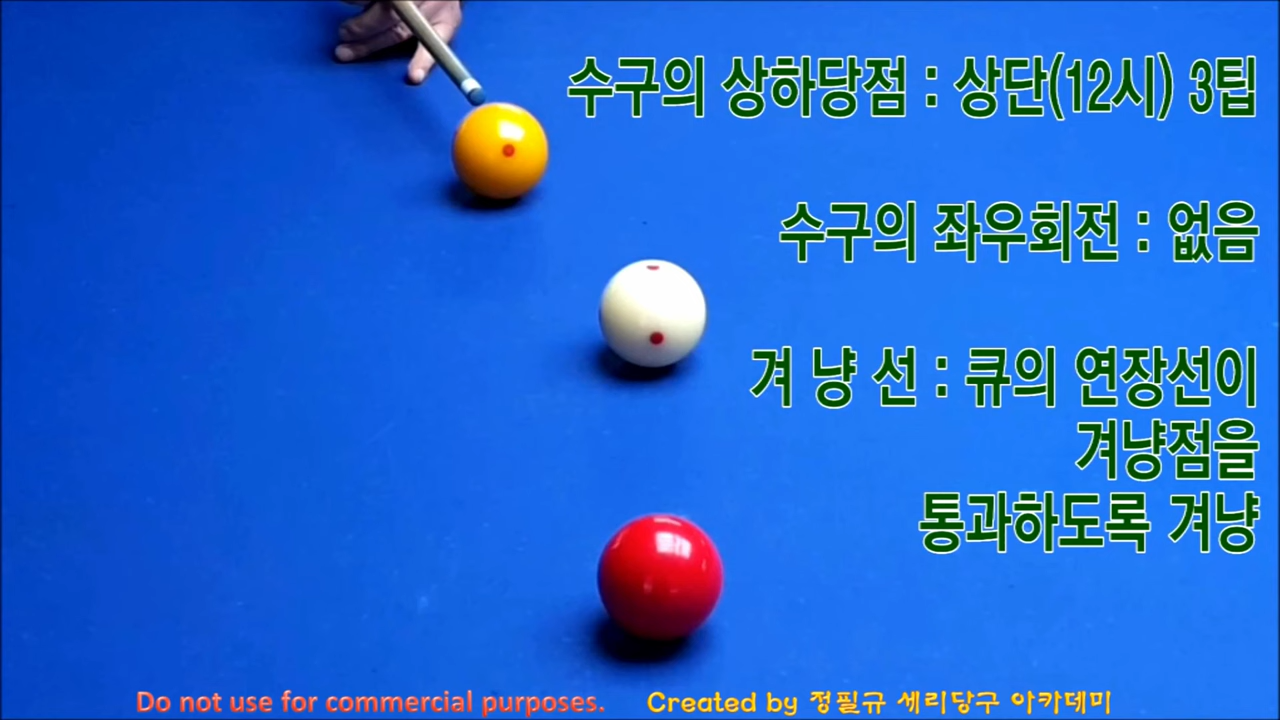 수구의 상하당점 : 상단(12시) 3팁
수구의 좌우회전 : 없음
겨 냥 선 : 큐의 연장선이
겨냥점을
통과하도록 겨냥
Do not use for commercial purposes. Created by 정필규 세리당구 아카데미